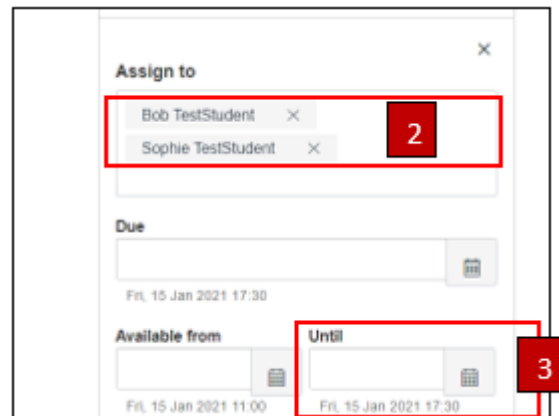 ×
Assign to
Bob TestStudent ×
2
Sophie TestStudent ×
Due
Fri, 15 Jan 2021 17:30
Available from Until
3
Fri, 15 Jan 2021 11:00 Fri, 15 Jan 2021 17:30